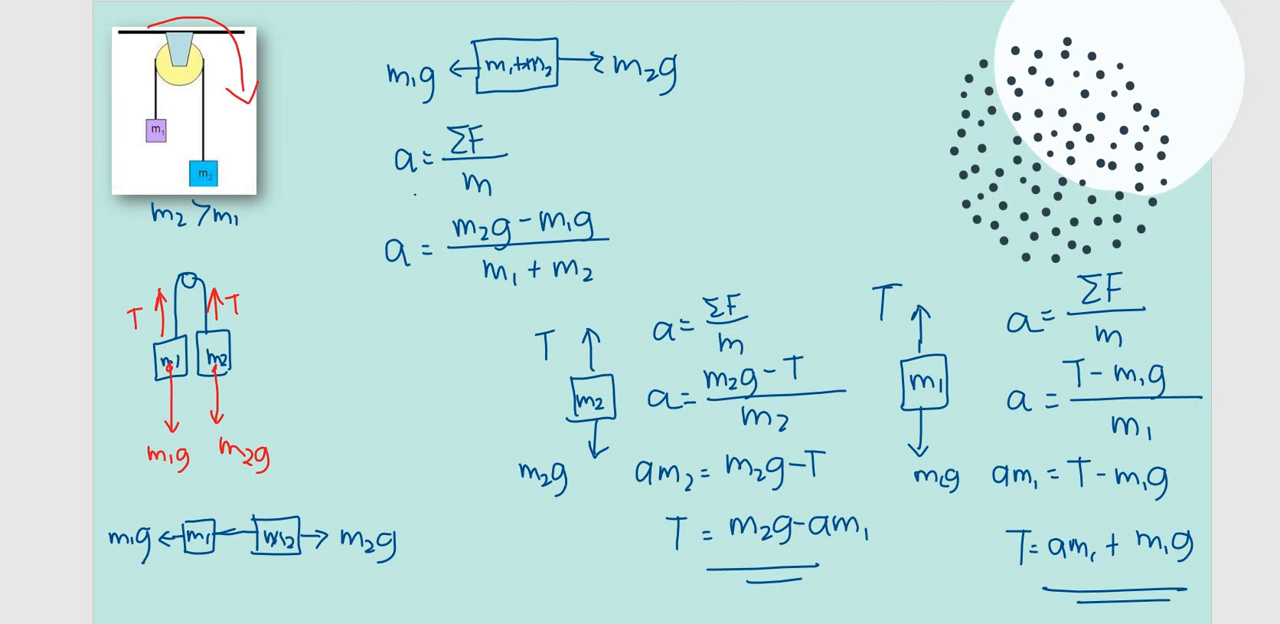 m₁
m₂
m₂ > m₁
T T
m₁ m₂
m₁g m₂g
m₁g m₁ m₂ m₂g
m₁g m₁+m₂ m₂g
a = ΣF / m
a = m₂g - m₁g / m₁ + m₂
T
m₂
m₂g
a = ΣF / m
a = m₂g - T / m₂
am₂ = m₂g - T
T = m₂g - am₁
T
m₁
m₁g
a = ΣF / m
a = T - m₁g / m₁
am₁ = T - m₁g
T = am₁ + m₁g